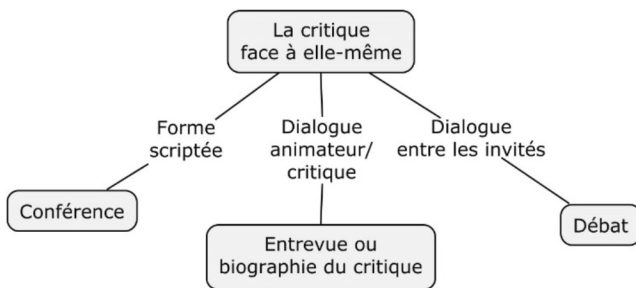 La critique
face à elle-même
Forme
scriptée
Dialogue
animateur/
critique
Dialogue
entre les invités
Conférence
Entrevue ou
biographie du critique
Débat